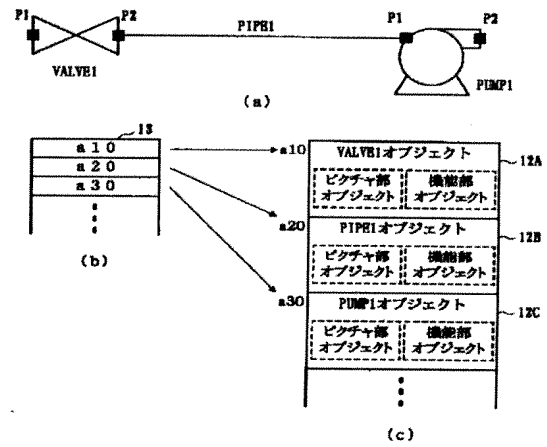 P1
P2
PIPE1
P1
P2
VALVE1
PUMP1
(a)
13
a10
a20
a30
(b)
a10
VALVE1オブジェクト
12A
ピクチャ部
オブジェクト
機能部
オブジェクト
a20
PIPE1オブジェクト
12B
ピクチャ部
オブジェクト
機能部
オブジェクト
a30
PUMP1オブジェクト
12C
ピクチャ部
オブジェクト
機能部
オブジェクト
(c)